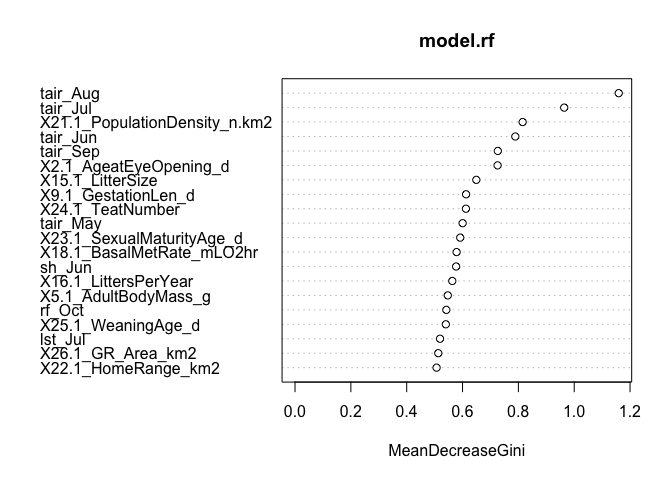 model.rf
tair_Aug
tair_Jul
X21.1_PopulationDensity_n.km2
tair_Jun
tair_Sep
X2.1_AgeatEyeOpening_d
X15.1_LitterSize
X9.1_GestationLen_d
X24.1_TeatNumber
tair_May
X23.1_SexualMaturityAge_d
X18.1_BasalMetRate_mLO2hr
sh_Jun
X16.1_LittersPerYear
X5.1_AdultBodyMass_g
rf_Oct
X25.1_WeaningAge_d
lst_Jul
X26.1_GR_Area_km2
X22.1_HomeRange_km2
0.0 0.2 0.4 0.6 0.8 1.0 1.2
MeanDecreaseGini